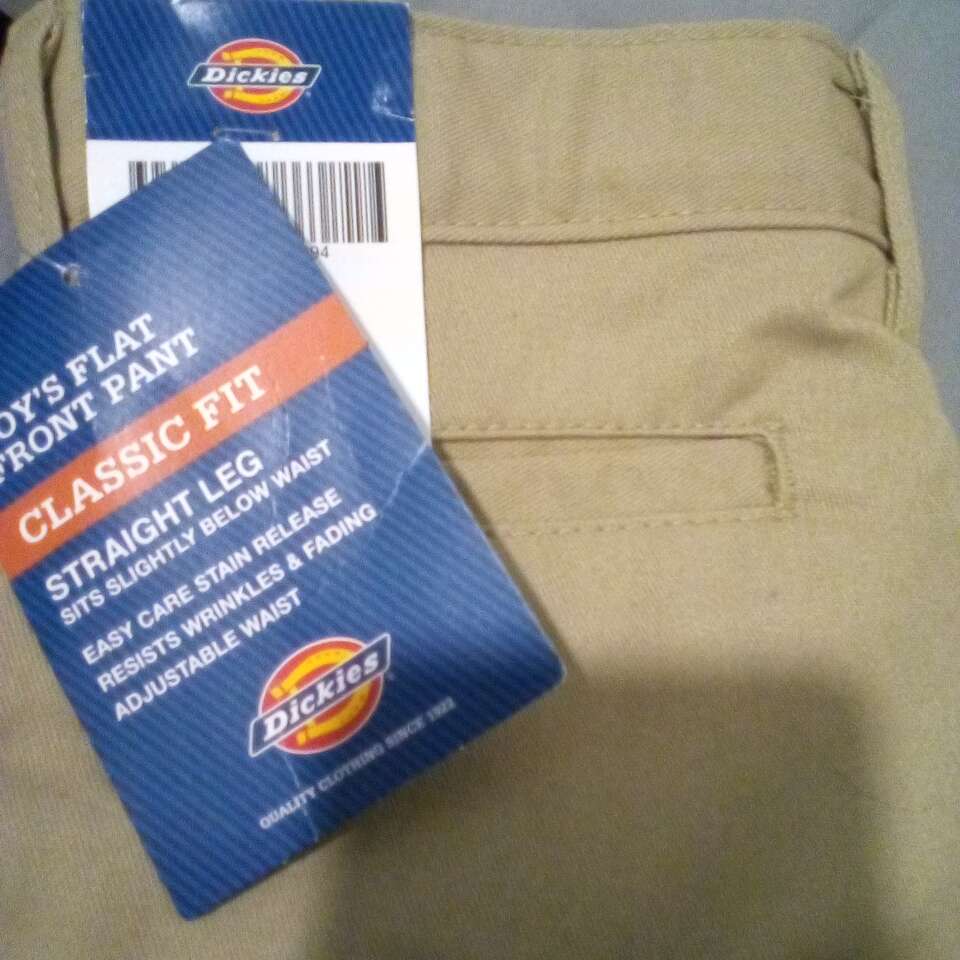 Dickies
94
OY'S FLAT
FRONT PANT
CLASSIC FIT
STRAIGHT LEG
SITS SLIGHTLY BELOW WAIST
EASY CARE STAIN RELEASE
RESISTS WRINKLES & FADING
ADJUSTABLE WAIST
Dickies
QUALITY CLOTHING SINCE 1922